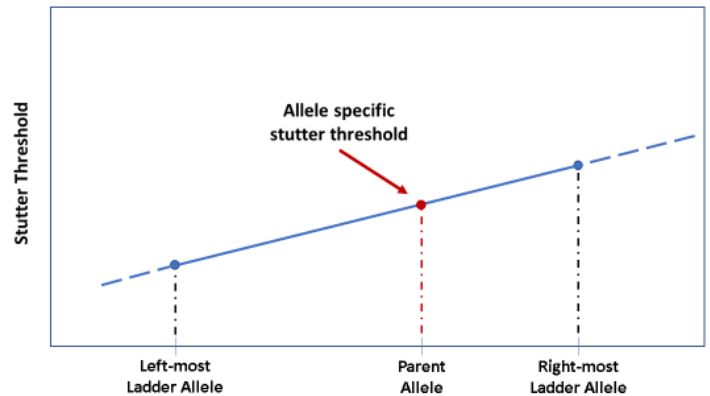 Stutter Threshold
Allele specific
stutter threshold
Left-most
Ladder Allele
Parent
Allele
Right-most
Ladder Allele